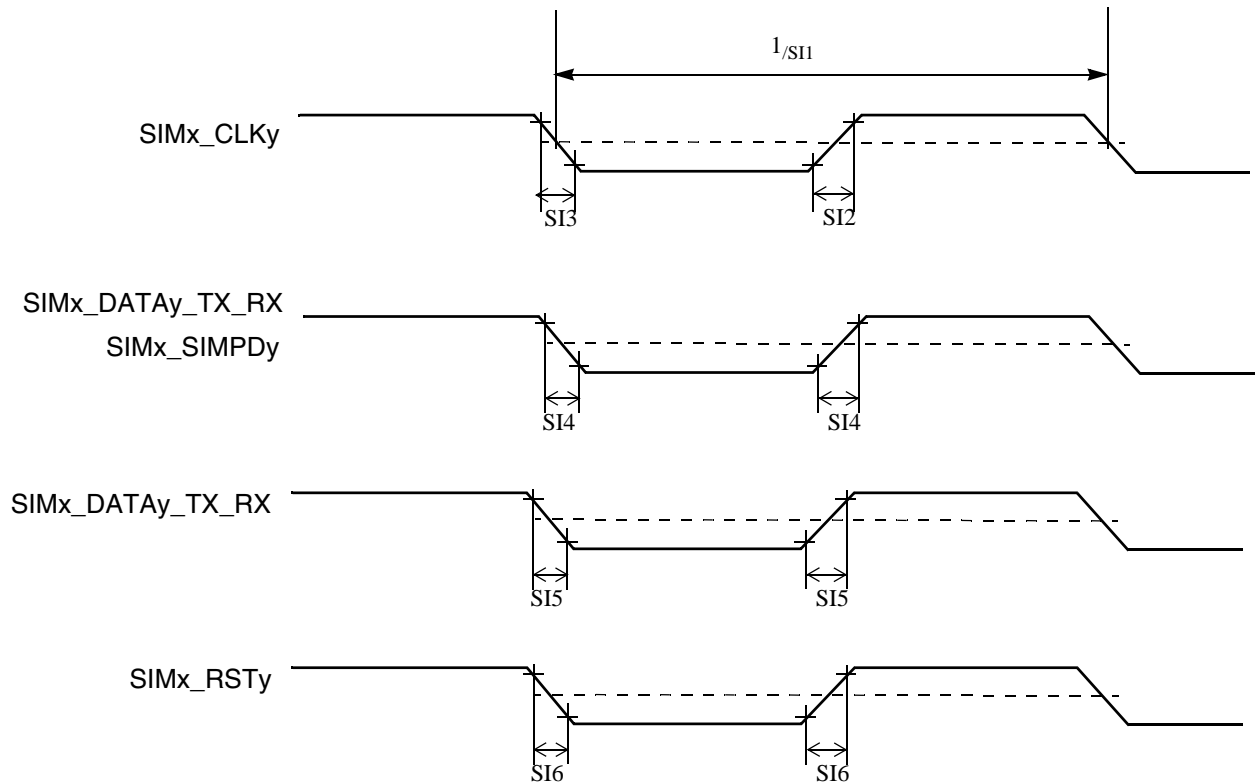 1/SI1
SIMx_CLKy
SI3 SI2
SIMx_DATAy_TX_RX
SIMx_SIMPDy
SI4 SI4
SIMx_DATAy_TX_RX
SI5 SI5
SIMx_RSTy
SI6 SI6